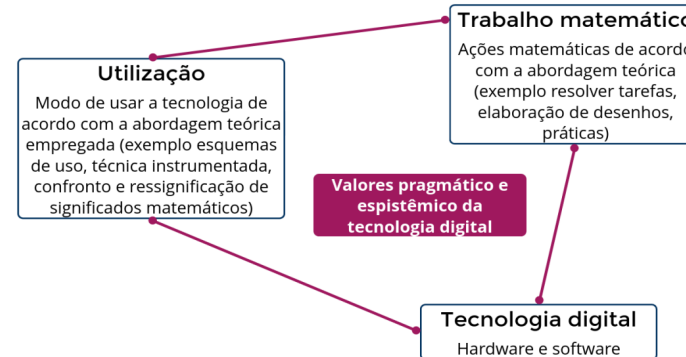 Trabalho matemático
Ações matemáticas de acordo
com a abordagem teórica
(exemplo resolver tarefas,
elaboração de desenhos,
práticas)
Utilização
Modo de usar a tecnologia de
acordo com a abordagem teórica
empregada (exemplo esquemas
de uso, técnica instrumentada,
confronto e ressignificação de
significados matemáticos)
Valores pragmático e
espistêmico da
tecnologia digital
Tecnologia digital
Hardware e software